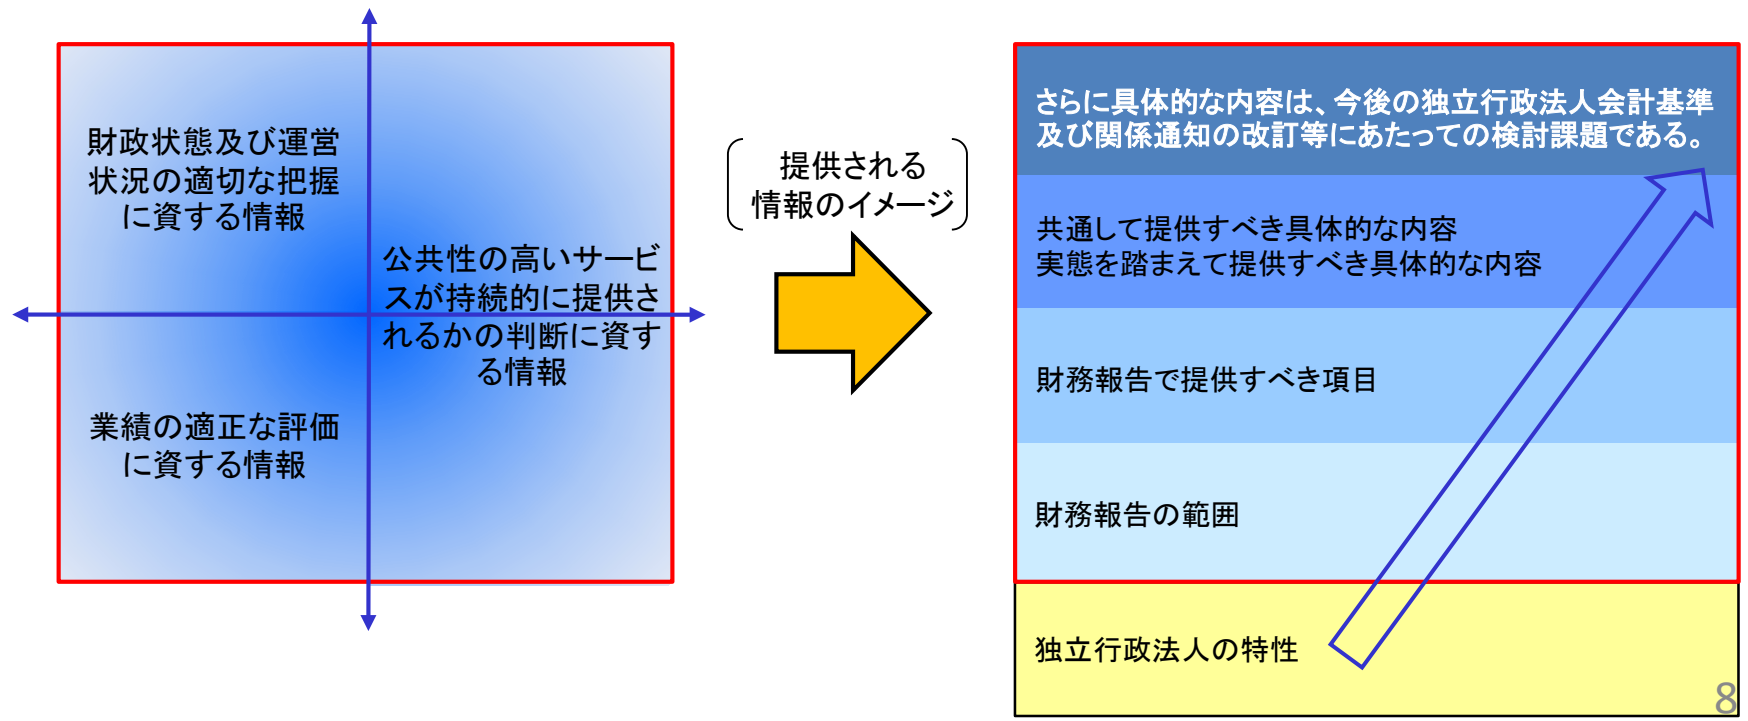 財政状態及び運営
状況の適切な把握
に資する情報
公共性の高いサービ
スが持続的に提供さ
れるかの判断に資す
る情報
業績の適正な評価
に資する情報
提供される
情報のイメージ
さらに具体的な内容は、今後の独立行政法人会計基準
及び関係通知の改訂等にあたっての検討課題である。
共通して提供すべき具体的な内容
実態を踏まえて提供すべき具体的な内容
財務報告で提供すべき項目
財務報告の範囲
独立行政法人の特性
8